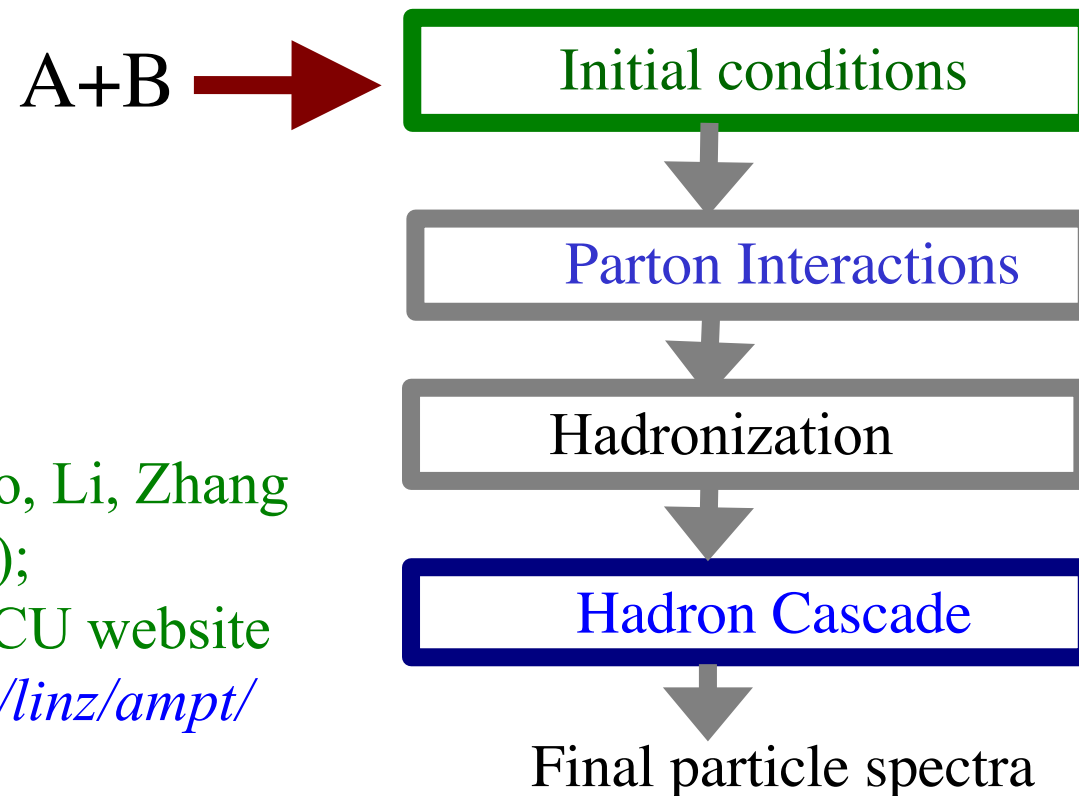 A+B
Initial conditions
Parton Interactions
Hadronization
Li, Zhang
);
CU website
/linz/ampt/
Hadron Cascade
Final particle spectra